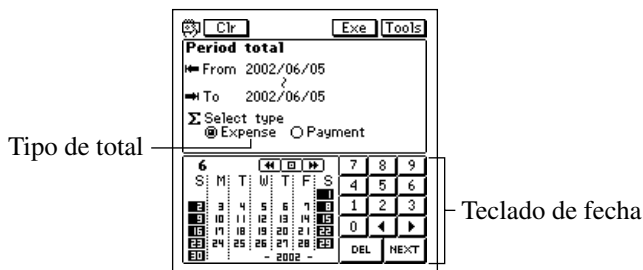 Clr Exe Tools
Period total
From 2002/06/05
~
To 2002/06/05
Σ Select type
Expense Payment
Tipo de total
6 7 8 9
S M T W T F S 4 5 6
1 1 2 3
2 3 4 5 6 7 8
9 10 11 12 13 14 15 0
16 17 18 19 20 21 22
23 24 25 26 27 28 29 DEL NEXT
30 - 2002 -
Teclado de fecha